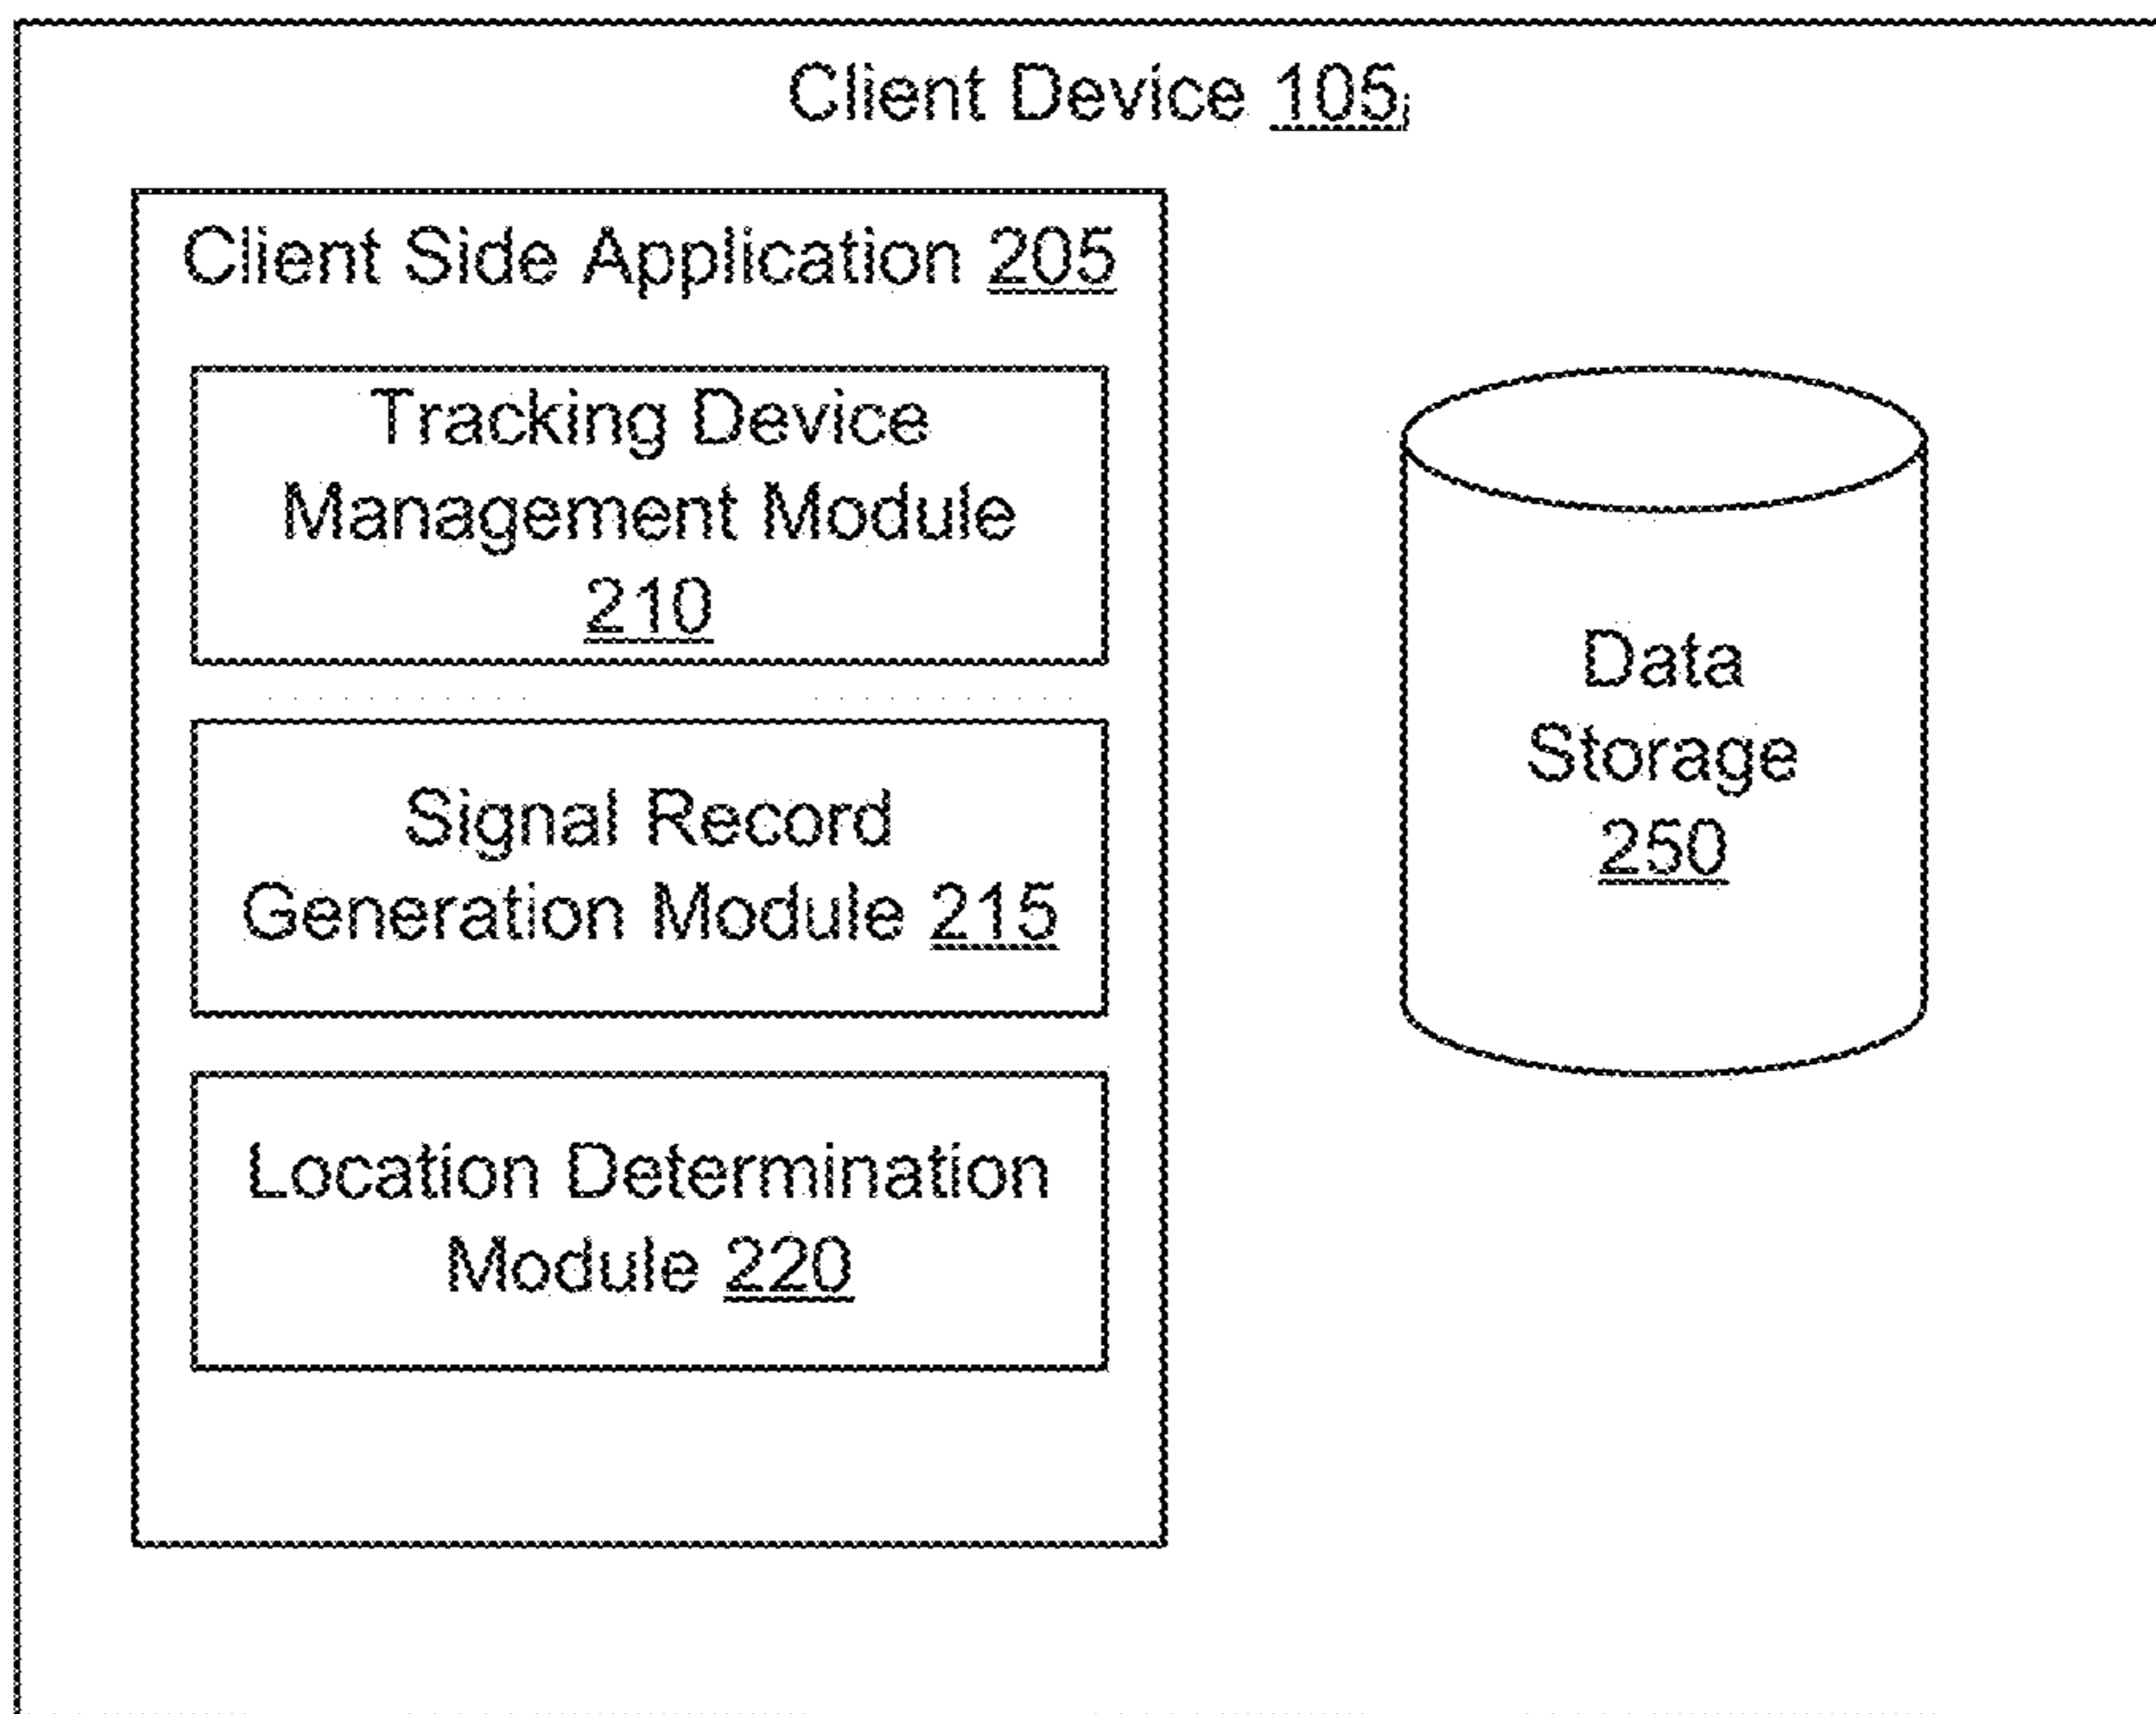 Client Device 105
Client Side Application 205
Tracking Device
Management Module
210
Signal Record
Generation Module 215
Location Determination
Module 220
Data
Storage
250